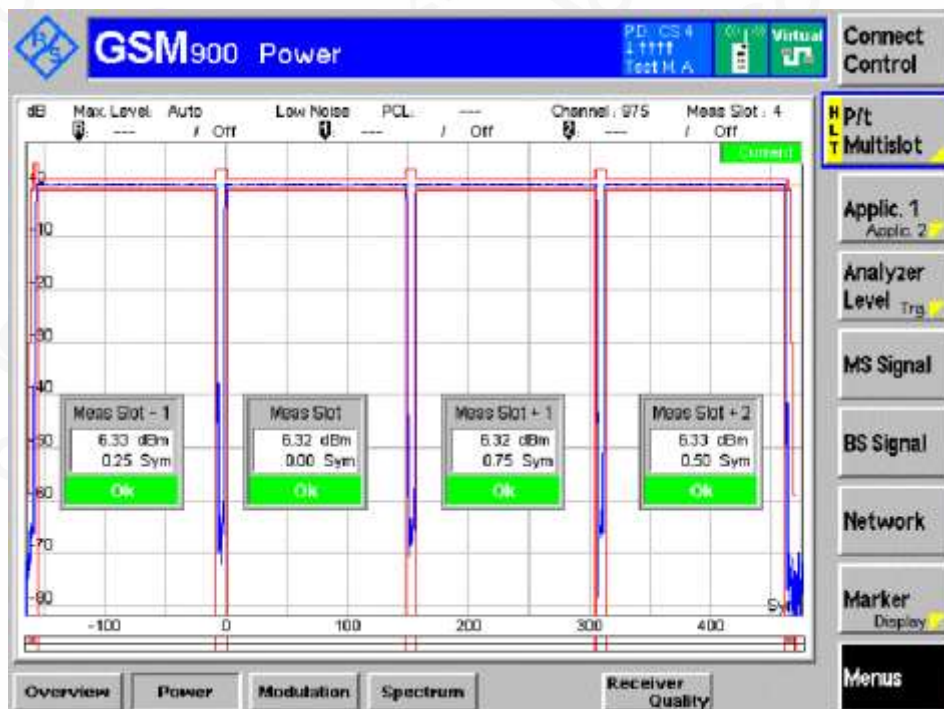 R S
GSM900 Power
P.D. CS 4
↓↑↑↑↑
Test M. A
Virtual
Connect
Control
dB Max. Level: Auto Low Noise PCL: --- Channel: 975 Meas Slot: 4
--- / Off 1 --- / Off 2 --- / Off
Current
H
L
T
P/t
Multislot
Applic. 1
Applic. 2
Analyzer
Level Trg.
MS Signal
BS Signal
Network
Marker
Display
Menus
-10
-20
-30
-40
-50
-60
-70
-80
Meas Slot - 1
6.33 dBm
0.25 Sym
Ok
Meas Slot
6.32 dBm
0.00 Sym
Ok
Meas Slot + 1
6.32 dBm
0.75 Sym
Ok
Meas Slot + 2
6.33 dBm
0.50 Sym
Ok
-100 0 100 200 300 400
Overview Power Modulation Spectrum Receiver
Quality